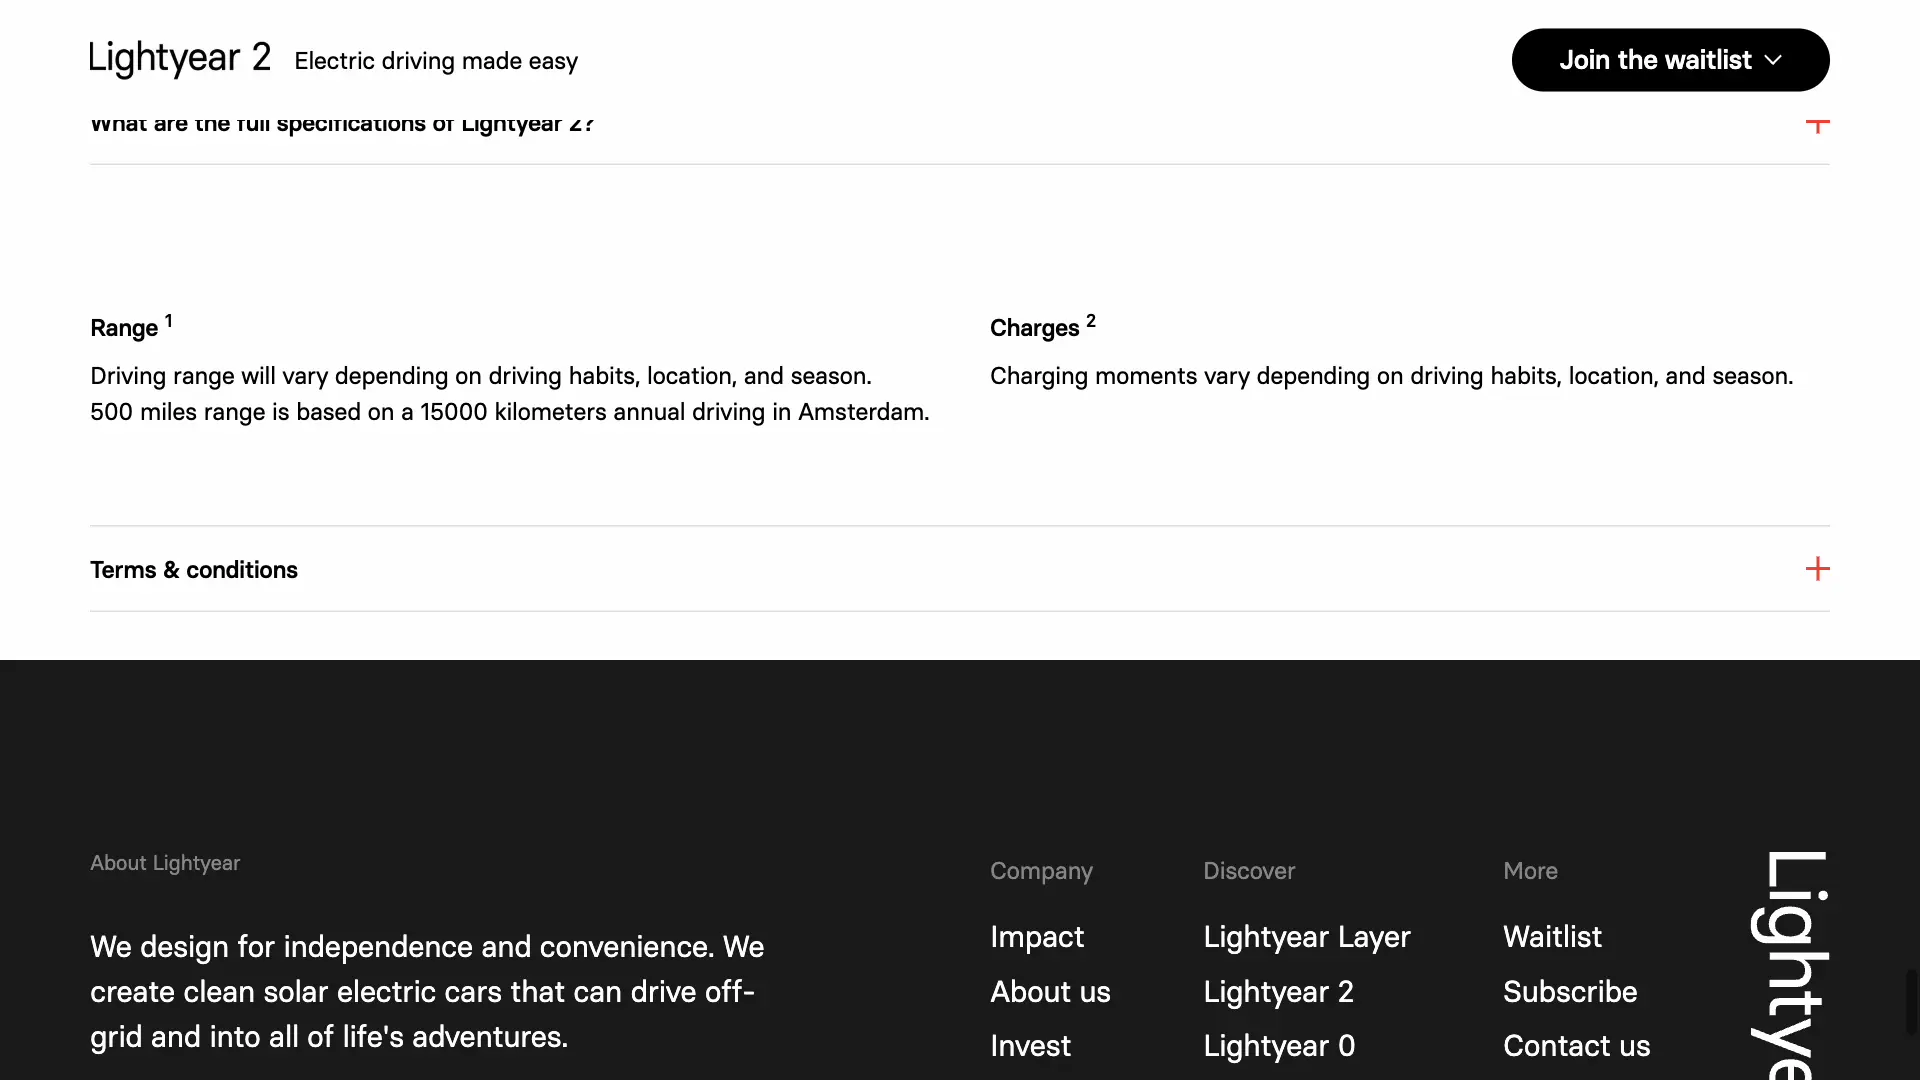 Lightyear 2 Electric driving made easy
Join the waitlist
What are the full specifications of Lightyear 2?
Range 1
Driving range will vary depending on driving habits, location, and season.
500 miles range is based on a 15000 kilometers annual driving in Amsterdam.
Charges 2
Charging moments vary depending on driving habits, location, and season.
Terms & conditions
About Lightyear
We design for independence and convenience. We
create clean solar electric cars that can drive off-
grid and into all of life's adventures.
Company
Impact
About us
Invest
Discover
Lightyear Layer
Lightyear 2
Lightyear 0
More
Waitlist
Subscribe
Contact us
Lightye